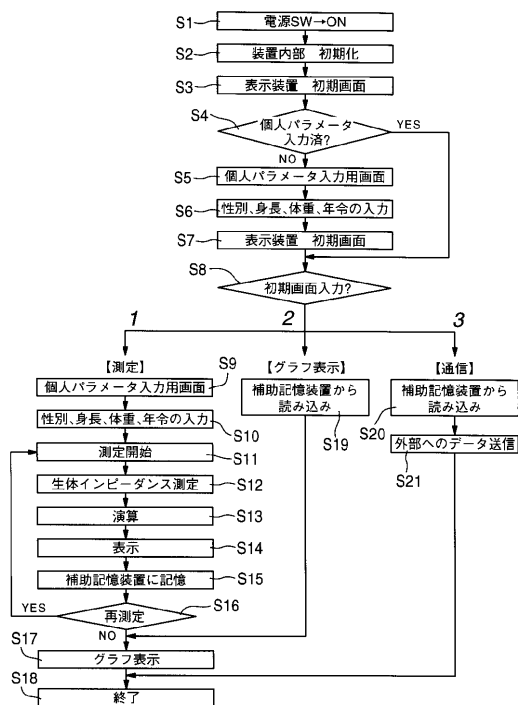 S1 電源SW→ON
S2 装置内部 初期化
S3 表示装置 初期画面
S4 個人パラメータ
入力済?
YES
NO
S5 個人パラメータ入力用画面
S6 性別、身長、体重、年令の入力
S7 表示装置 初期画面
S8 初期画面入力?
1 2 3
【測定】 【グラフ表示】 【通信】
個人パラメータ入力用画面 S9
性別、身長、体重、年令の入力 S10
測定開始 S11
生体インピーダンス測定 S12
演算 S13
表示 S14
補助記憶装置に記憶 S15
再測定 S16
YES
NO
S17 グラフ表示
S18 終了
補助記憶装置から
読み込み S19
補助記憶装置から
読み込み S20
外部へのデータ送信
S21